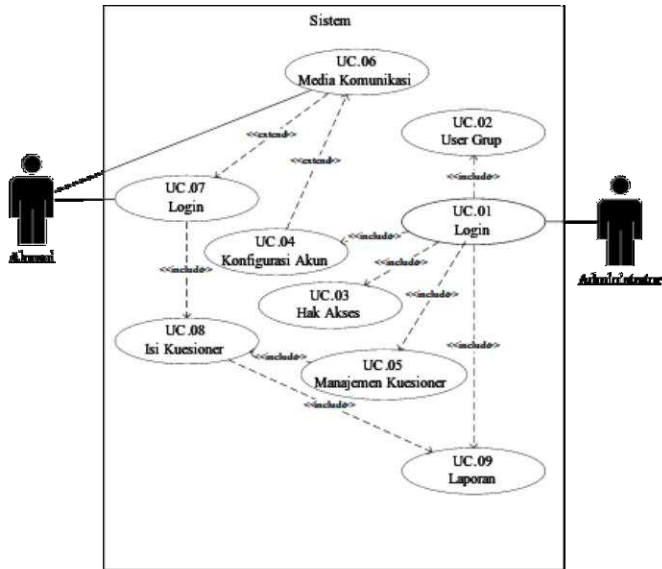 Sistem
UC.06
Media Komunikasi
UC.02
User Grup
<<extend>>
<<extend>>
<<include>>
UC.07
Login
UC.01
Login
Alumni
Administrator
UC.04
Konfigurasi Akun
<<include>>
<<include>>
<<include>>
UC.03
Hak Akses
<<include>>
UC.08
Isi Kuesioner
<<include>>
<<include>>
UC.05
Manajemen Kuesioner
<<include>>
UC.09
Laporan